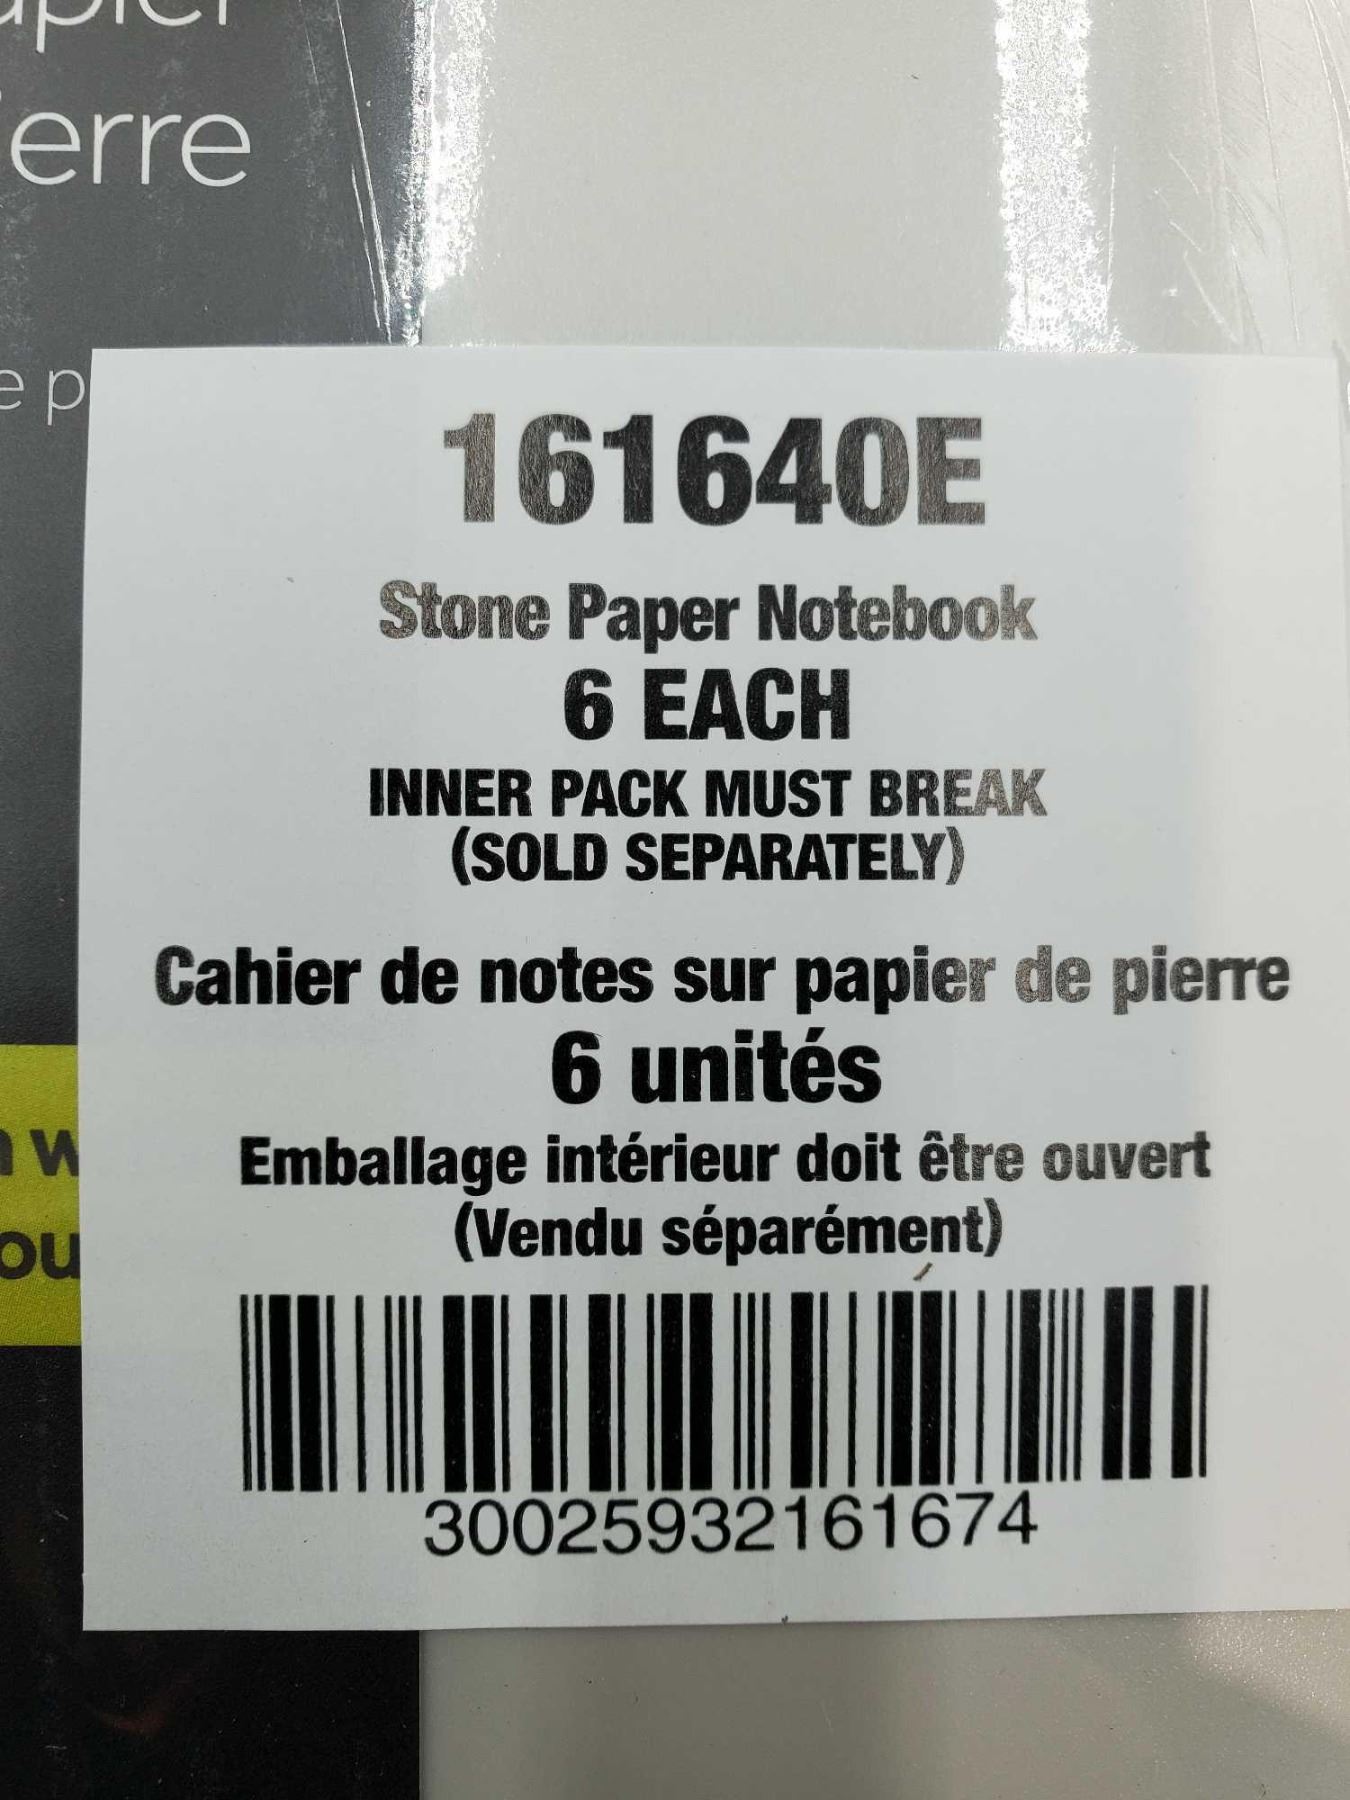 erre
e p
161640E
Stone Paper Notebook
6 EACH
INNER PACK MUST BREAK
(SOLD SEPARATELY)
Cahier de notes sur papier de pierre
6 unités
Emballage intérieur doit être ouvert
(Vendu séparément)
30025932161674